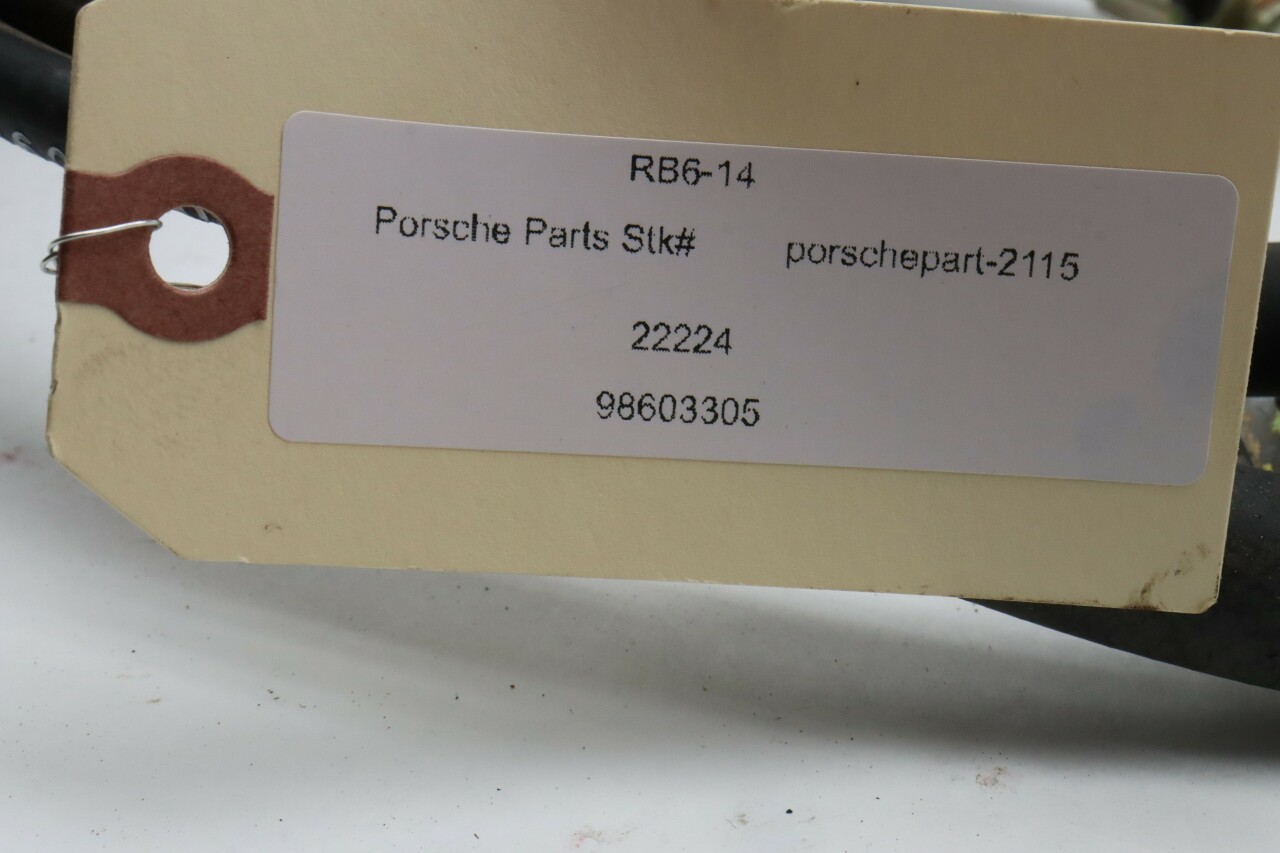 RB6-14
Porsche Parts Stk# porschepart-2115
22224
98603305